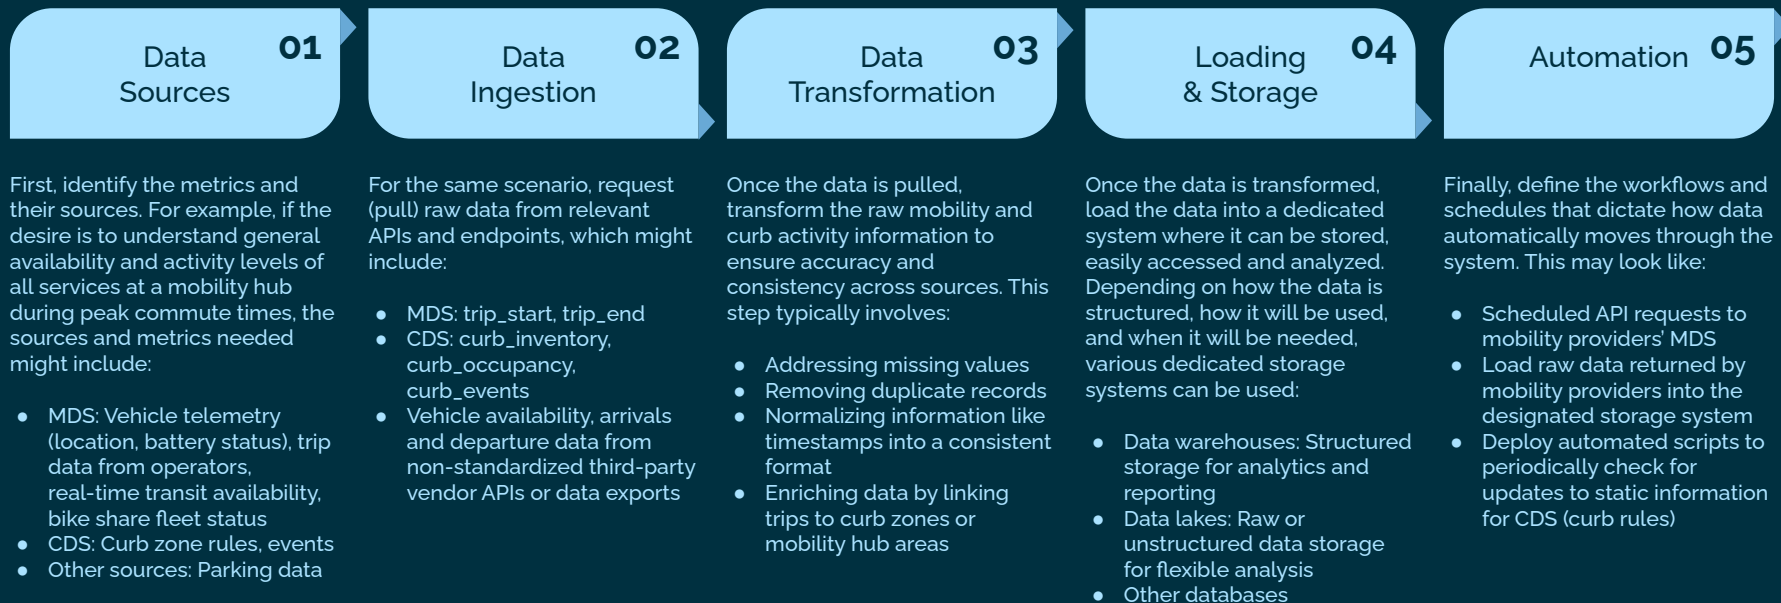 Data
Sources
01
First, identify the metrics and
their sources. For example, if the
desire is to understand general
availability and activity levels of
all services at a mobility hub
during peak commute times, the
sources and metrics needed
might include:
● MDS: Vehicle telemetry
(location, battery status), trip
data from operators,
real-time transit availability,
bike share fleet status
● CDS: Curb zone rules, events
● Other sources: Parking data
Data
Ingestion
02
For the same scenario, request
(pull) raw data from relevant
APIs and endpoints, which might
include:
● MDS: trip_start, trip_end
● CDS: curb_inventory,
curb_occupancy,
curb_events
● Vehicle availability, arrivals
and departure data from
non-standardized third-party
vendor APIs or data exports
Data
Transformation
03
Once the data is pulled,
transform the raw mobility and
curb activity information to
ensure accuracy and
consistency across sources. This
step typically involves:
● Addressing missing values
● Removing duplicate records
● Normalizing information like
timestamps into a consistent
format
● Enriching data by linking
trips to curb zones or
mobility hub areas
Loading
& Storage
04
Once the data is transformed,
load the data into a dedicated
system where it can be stored,
easily accessed and analyzed.
Depending on how the data is
structured, how it will be used,
and when it will be needed,
various dedicated storage
systems can be used:
● Data warehouses: Structured
storage for analytics and
reporting
● Data lakes: Raw or
unstructured data storage
for flexible analysis
● Other databases
Automation
05
Finally, define the workflows and
schedules that dictate how data
automatically moves through the
system. This may look like:
● Scheduled API requests to
mobility providers’ MDS
● Load raw data returned by
mobility providers into the
designated storage system
● Deploy automated scripts to
periodically check for
updates to static information
for CDS (curb rules)